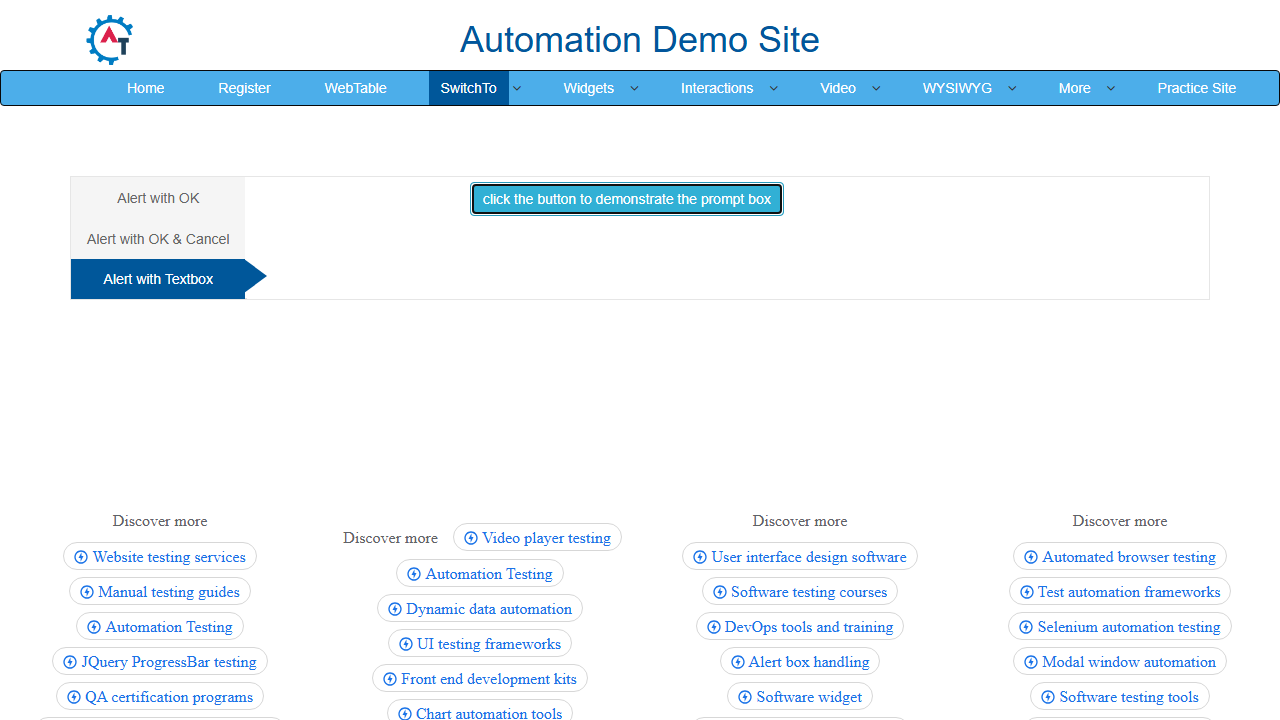 AT
Automation Demo Site
Home Register WebTable SwitchTo Widgets Interactions Video WYSIWYG More Practice Site
Alert with OK
Alert with OK & Cancel
Alert with Textbox
click the button to demonstrate the prompt box
Discover more
Website testing services
Manual testing guides
Automation Testing
JQuery ProgressBar testing
QA certification programs
Discover more
Video player testing
Automation Testing
Dynamic data automation
UI testing frameworks
Front end development kits
Chart automation tools
Discover more
User interface design software
Software testing courses
DevOps tools and training
Alert box handling
Software widget
Discover more
Automated browser testing
Test automation frameworks
Selenium automation testing
Modal window automation
Software testing tools